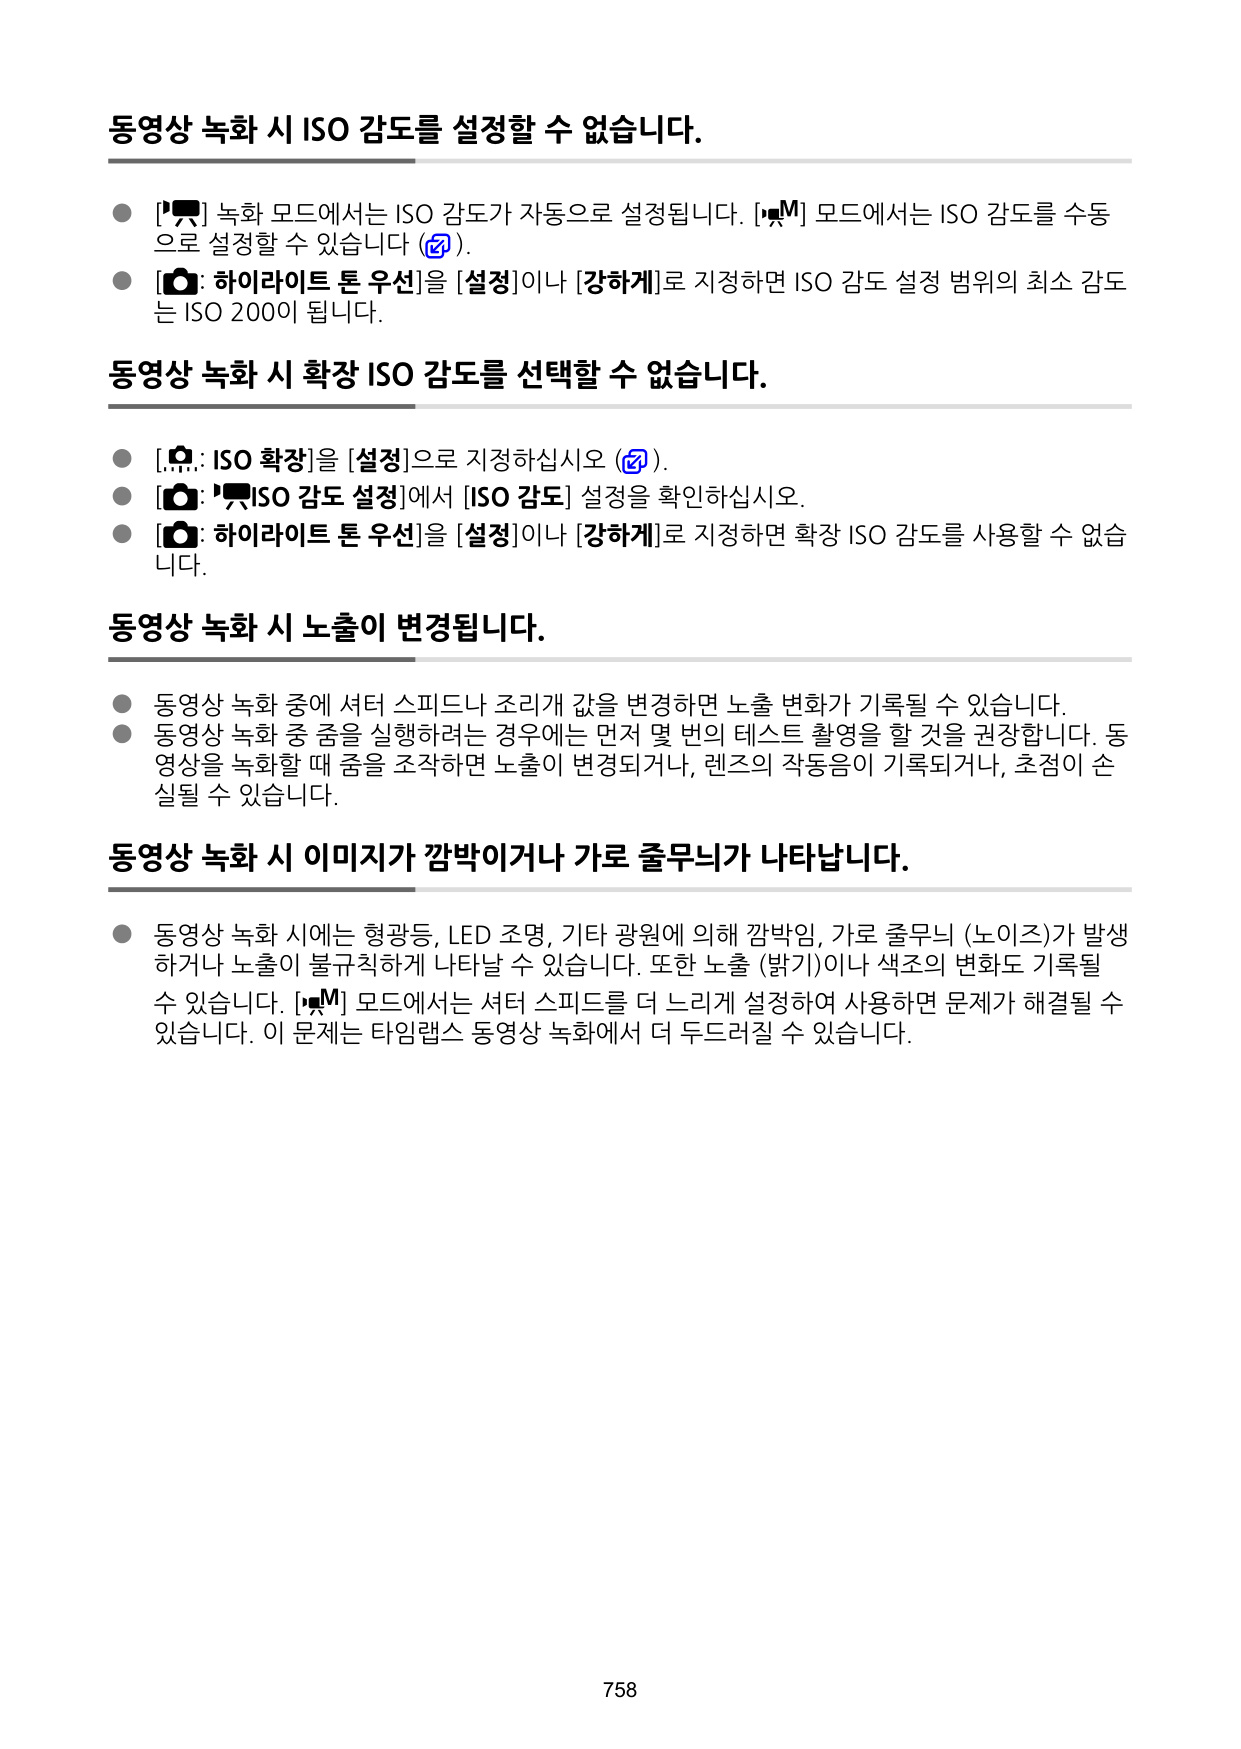 동영상 녹화 시 ISO 감도를 설정할 수 없습니다.
[] 녹화 모드에서는 ISO 감도가 자동으로 설정됩니다. [M] 모드에서는 ISO 감도를 수동
으로 설정할 수 있습니다 ( ).
[: 하이라이트 톤 우선]을 [설정]이나 [강하게]로 지정하면 ISO 감도 설정 범위의 최소 감도
는 ISO 200이 됩니다.
동영상 녹화 시 확장 ISO 감도를 선택할 수 없습니다.
[: ISO 확장]을 [설정]으로 지정하십시오 ( ).
[: ISO 감도 설정]에서 [ISO 감도] 설정을 확인하십시오.
[: 하이라이트 톤 우선]을 [설정]이나 [강하게]로 지정하면 확장 ISO 감도를 사용할 수 없습
니다.
동영상 녹화 시 노출이 변경됩니다.
동영상 녹화 중에 셔터 스피드나 조리개 값을 변경하면 노출 변화가 기록될 수 있습니다.
동영상 녹화 중 줌을 실행하려는 경우에는 먼저 몇 번의 테스트 촬영을 할 것을 권장합니다. 동
영상을 녹화할 때 줌을 조작하면 노출이 변경되거나, 렌즈의 작동음이 기록되거나, 초점이 손
실될 수 있습니다.
동영상 녹화 시 이미지가 깜박이거나 가로 줄무늬가 나타납니다.
동영상 녹화 시에는 형광등, LED 조명, 기타 광원에 의해 깜박임, 가로 줄무늬 (노이즈)가 발생
하거나 노출이 불규칙하게 나타날 수 있습니다. 또한 노출 (밝기)이나 색조의 변화도 기록될
수 있습니다. [M] 모드에서는 셔터 스피드를 더 느리게 설정하여 사용하면 문제가 해결될 수
있습니다. 이 문제는 타임랩스 동영상 녹화에서 더 두드러질 수 있습니다.
758